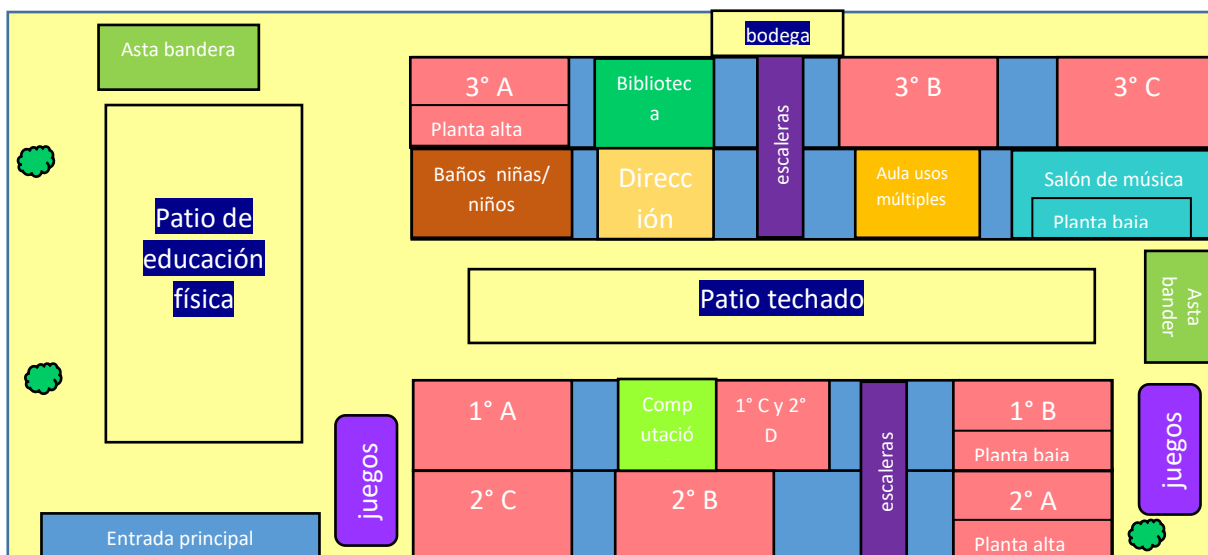 Asta bandera
bodega
3° A
Planta alta
Bibliotec
a
escaleras
3° B
3° C
Baños niñas/
niños
Direcc
ión
Aula usos
múltiples
Salón de música
Planta baja
Patio de
educación
física
Patio techado
Asta
bander
1° A
Comp
utació
1° C y 2°
D
escaleras
1° B
Planta baja
juegos
juegos
2° C
2° B
2° A
Planta alta
Entrada principal